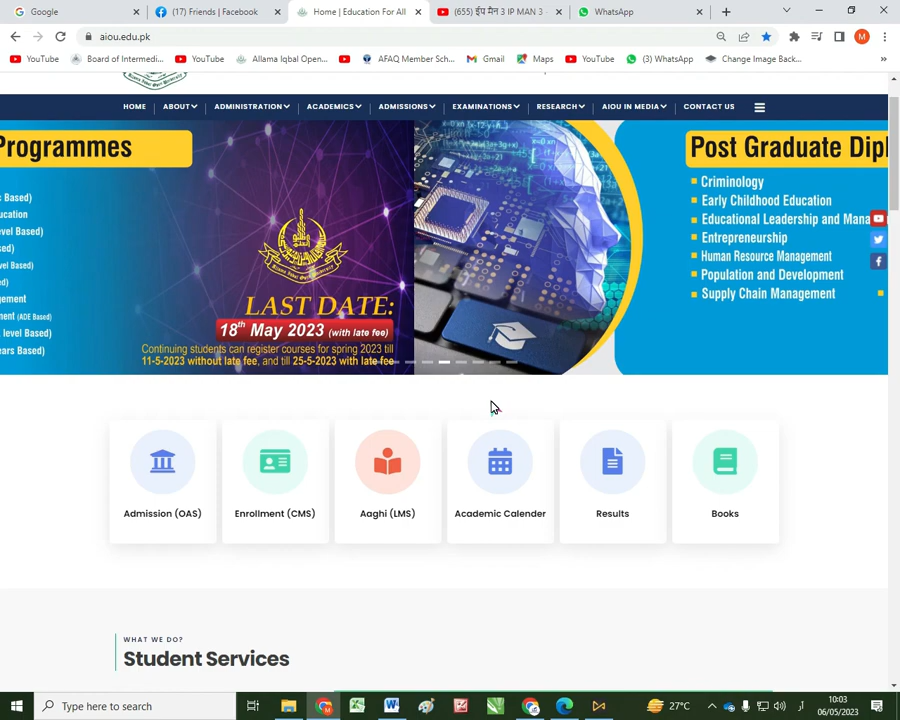 Google
(17) Friends | Facebook
Home | Education For All
(655) ईप मैन 3 IP MAN 3
WhatsApp
aiou.edu.pk
M
YouTube
Board of Intermedi...
YouTube
Allama Iqbal Open...
AFAQ Member Sch...
Gmail
Maps
YouTube
(3) WhatsApp
Change Image Back...
HOME
ABOUT
ADMINISTRATION
ACADEMICS
ADMISSIONS
EXAMINATIONS
RESEARCH
AIOU IN MEDIA
CONTACT US
Programmes
Based)
ucation
evel Based)
ed)
level Based)
ed)
gement
ment (ADE Based)
level Based)
ears Based)
LAST DATE:
18th May 2023 (with late fee)
Continuing students can register courses for spring 2023 till
11-5-2023 without late fee, and till 25-5-2023 with late fee
Post Graduate Dipl
Criminology
Early Childhood Education
Educational Leadership and Mana
Entrepreneurship
Human Resource Management
Population and Development
Supply Chain Management
Admission (OAS)
Enrollment (CMS)
Aaghi (LMS)
Academic Calender
Results
Books
WHAT WE DO?
Student Services
Type here to search
27°C
10:03
06/05/2023